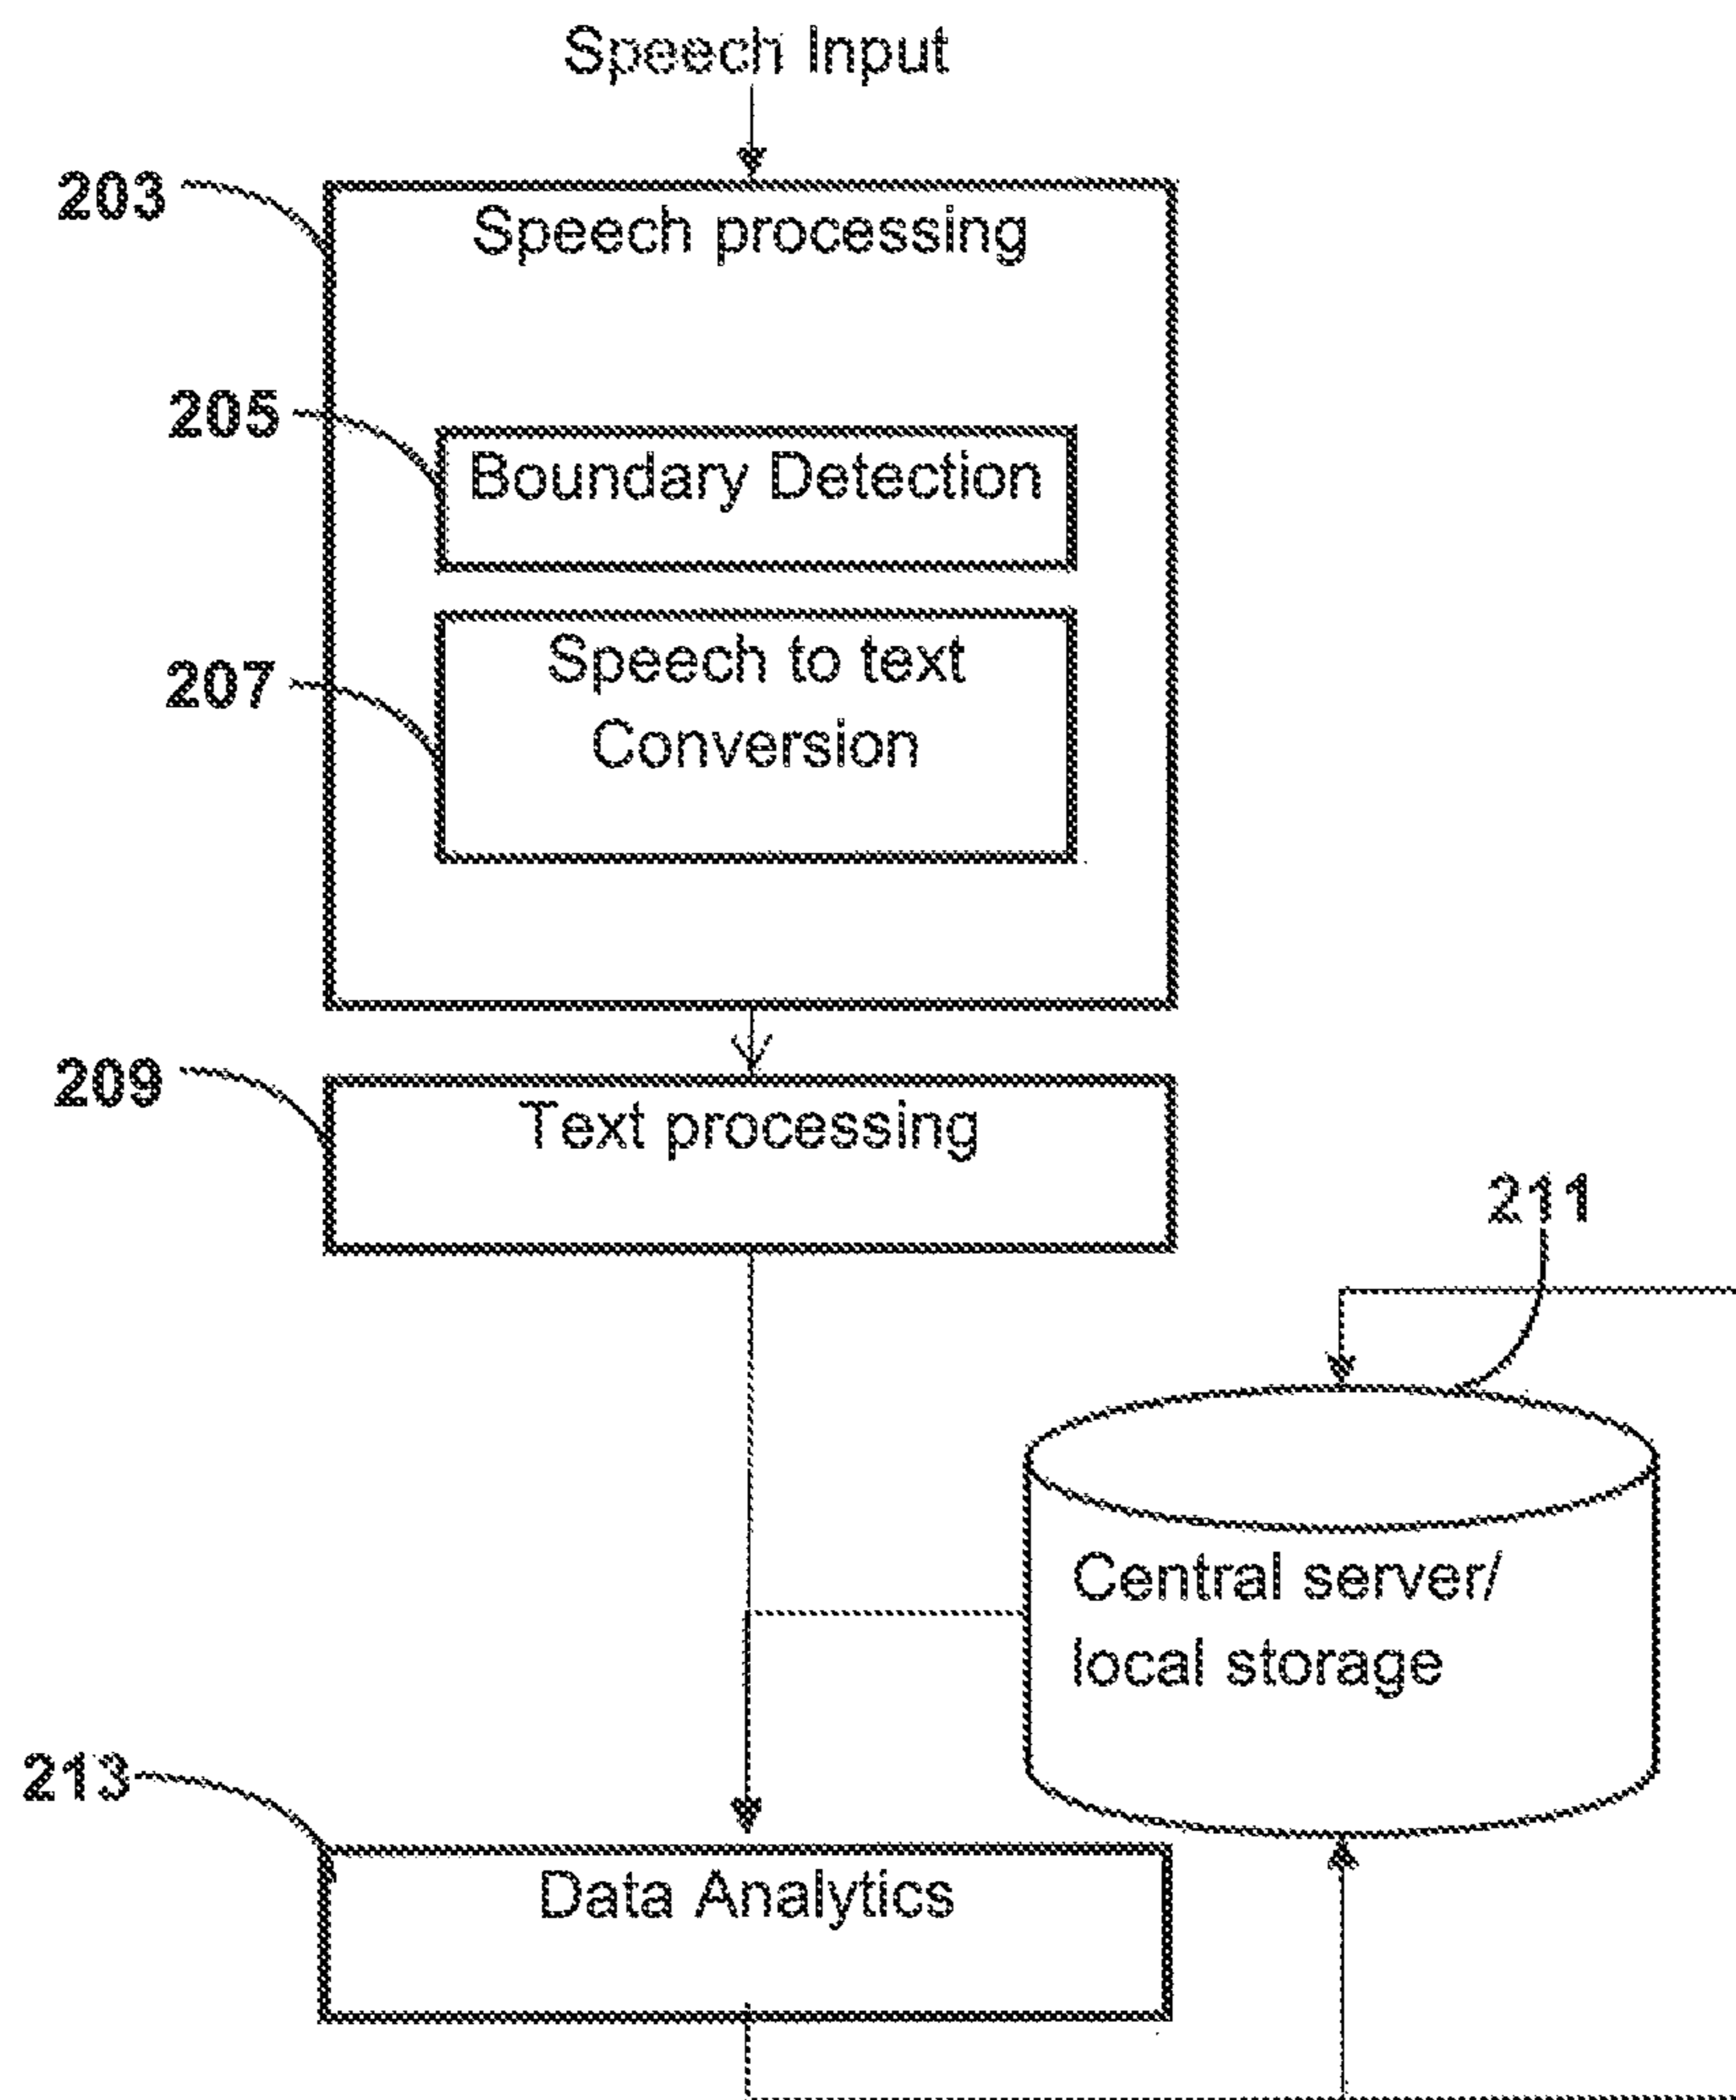 Speech Input
203
Speech processing
205
Boundary Detection
207
Speech to text
Conversion
209
Text processing
211
Central server/
local storage
213
Data Analytics